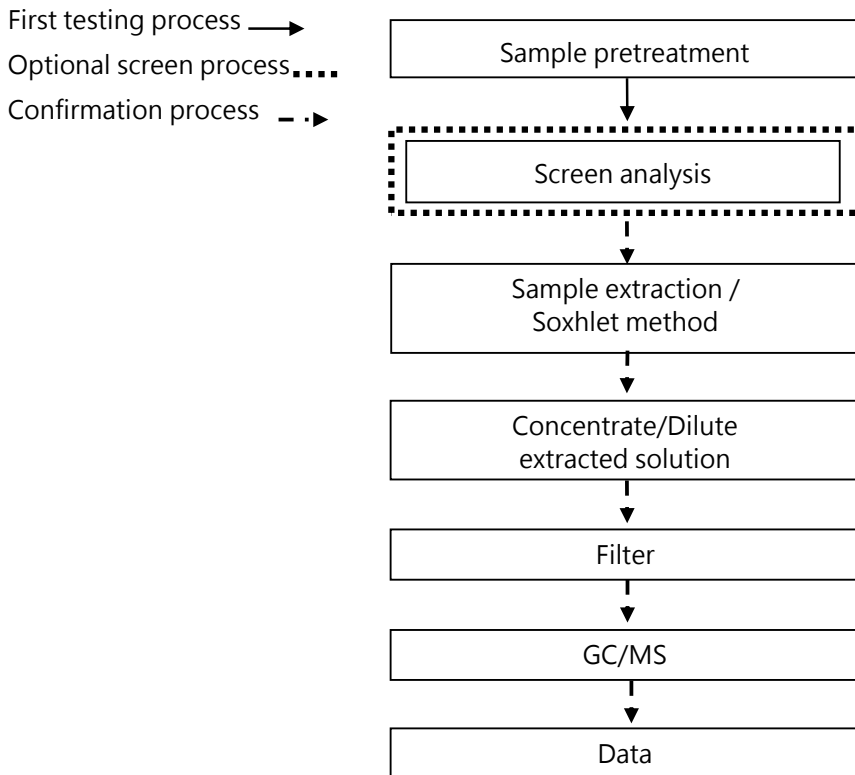 First testing process
Optional screen process
Confirmation process
Sample pretreatment
Screen analysis
Sample extraction /
Soxhlet method
Concentrate/Dilute
extracted solution
Filter
GC/MS
Data